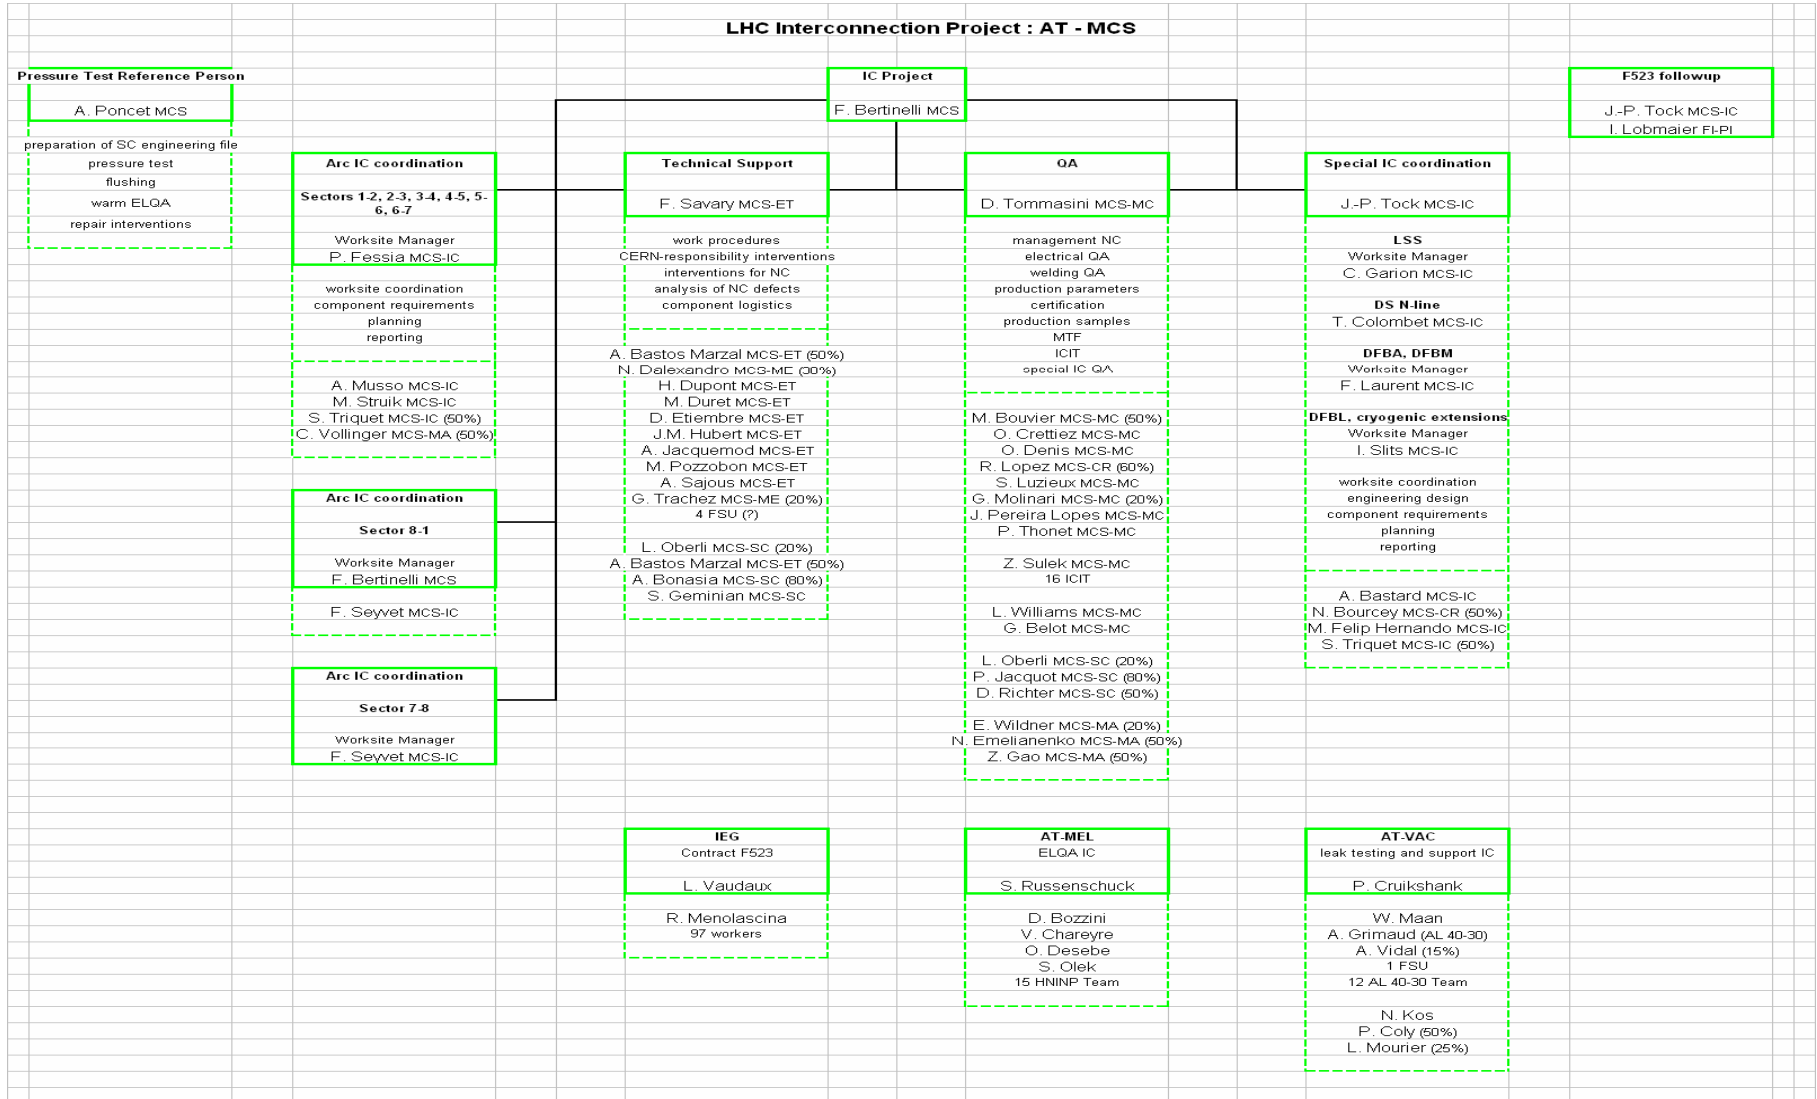 LHC Interconnection Project : AT - MCS
Pressure Test Reference Person
A. Poncet MCS
preparation of SC engineering file
pressure test
flushing
warm ELQA
repair interventions
IC Project
F. Bertinelli MCS
F523 followup
J.-P. Tock MCS-IC
I. Lobmaier FI-PI
Arc IC coordination
Sectors 1-2, 2-3, 3-4, 4-5, 5-
6, 6-7
Worksite Manager
P. Fessia MCS-IC
worksite coordination
component requirements
planning
reporting
A. Musso MCS-IC
M. Struik MCS-IC
S. Triquet MCS-IC (50%)
C. Vollinger MCS-MA (50%)
Arc IC coordination
Sector 8-1
Worksite Manager
F. Bertinelli MCS
F. Seyvet MCS-IC
Arc IC coordination
Sector 7-8
Worksite Manager
F. Seyvet MCS-IC
Technical Support
F. Savary MCS-ET
work procedures
CERN-responsibility interventions
interventions for NC
analysis of NC defects
component logistics
A. Bastos Marzal MCS-ET (50%)
N. Dalexandro MCS-ME (30%)
H. Dupont MCS-ET
M. Duret MCS-ET
D. Etiembre MCS-ET
J.M. Hubert MCS-ET
A. Jacquemod MCS-ET
M. Pozzobon MCS-ET
A. Sajous MCS-ET
G. Trachez MCS-ME (20%)
4 FSU (?)
L. Oberli MCS-SC (20%)
A. Bastos Marzal MCS-ET (50%)
A. Bonasia MCS-SC (80%)
S. Geminian MCS-SC
QA
D. Tommasini MCS-MC
management NC
electrical QA
welding QA
production parameters
certification
production samples
MTF
ICIT
special IC QA
M. Bouvier MCS-MC (50%)
O. Crettiez MCS-MC
O. Denis MCS-MC
R. Lopez MCS-CR (60%)
S. Luzieux MCS-MC
G. Molinari MCS-MC (20%)
J. Pereira Lopes MCS-MC
P. Thonet MCS-MC
Z. Sulek MCS-MC
16 ICIT
L. Williams MCS-MC
G. Belot MCS-MC
L. Oberli MCS-SC (20%)
P. Jacquot MCS-SC (80%)
D. Richter MCS-SC (50%)
E. Wildner MCS-MA (20%)
N. Emelianenko MCS-MA (50%)
Z. Gao MCS-MA (50%)
Special IC coordination
J.-P. Tock MCS-IC
LSS
Worksite Manager
C. Garion MCS-IC
DS N-line
T. Colombet MCS-IC
DFBA, DFBM
Worksite Manager
F. Laurent MCS-IC
DFBL, cryogenic extensions
Worksite Manager
I. Slits MCS-IC
worksite coordination
engineering design
component requirements
planning
reporting
A. Bastard MCS-IC
N. Bourcey MCS-CR (50%)
M. Felip Hernando MCS-IC
S. Triquet MCS-IC (50%)
IEG
Contract F523
L. Vaudaux
R. Menolascina
97 workers
AT-MEL
ELQA IC
S. Russenschuck
D. Bozzini
V. Chareyre
O. Desebe
S. Olek
15 HNINP Team
AT-VAC
leak testing and support IC
P. Cruikshank
W. Maan
A. Grimaud (AL 40-30)
A. Vidal (15%)
1 FSU
12 AL 40-30 Team
N. Kos
P. Coly (50%)
L. Mourier (25%)